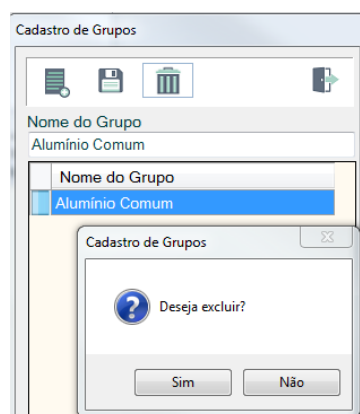 Cadastro de Grupos
Nome do Grupo
Alumínio Comum
Nome do Grupo
Alumínio Comum
Cadastro de Grupos
Deseja excluir?
Sim Não